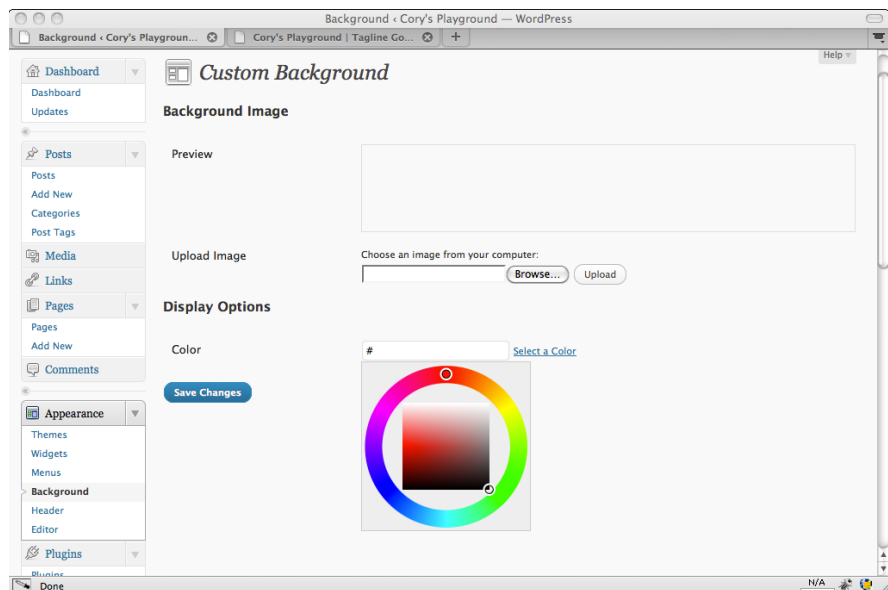 Background ‹ Cory's Playground — WordPress
Background ‹ Cory's Playgroun...
Cory's Playground | Tagline Go...
+
Help
Dashboard
Dashboard
Updates
Posts
Posts
Add New
Categories
Post Tags
Media
Links
Pages
Pages
Add New
Comments
Appearance
Themes
Widgets
Menus
Background
Header
Editor
Plugins
Plugins
Custom Background
Background Image
Preview
Upload Image
Choose an image from your computer:
Browse...
Upload
Display Options
Color
#
Select a Color
Save Changes
Done
N/A